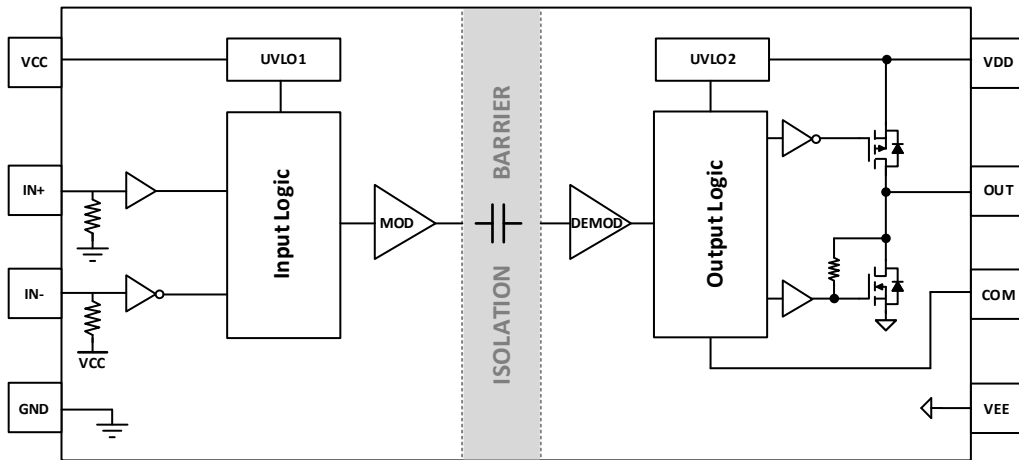 VCC
UVLO1
UVLO2
VDD
IN+
Input Logic
MOD
ISOLATION BARRIER
DEMOD
Output Logic
OUT
IN-
VCC
COM
GND
VEE